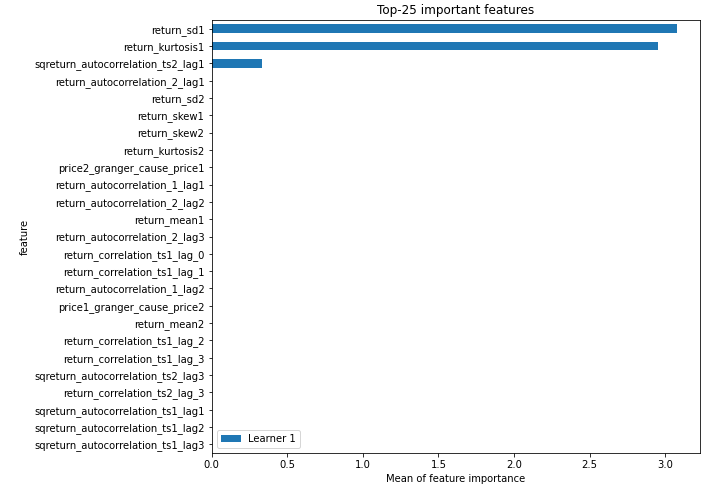 Top-25 important features
return_sd1
return_kurtosis1
sqreturn_autocorrelation_ts2_lag1
return_autocorrelation_2_lag1
return_sd2
return_skew1
return_skew2
return_kurtosis2
price2_granger_cause_price1
return_autocorrelation_1_lag1
return_autocorrelation_2_lag2
return_mean1
return_autocorrelation_2_lag3
return_correlation_ts1_lag_0
return_correlation_ts1_lag_1
return_autocorrelation_1_lag2
price1_granger_cause_price2
return_mean2
return_correlation_ts1_lag_2
return_correlation_ts1_lag_3
sqreturn_autocorrelation_ts2_lag3
return_correlation_ts2_lag_3
sqreturn_autocorrelation_ts1_lag1
sqreturn_autocorrelation_ts1_lag2
sqreturn_autocorrelation_ts1_lag3
feature
Learner 1
0.0 0.5 1.0 1.5 2.0 2.5 3.0
Mean of feature importance